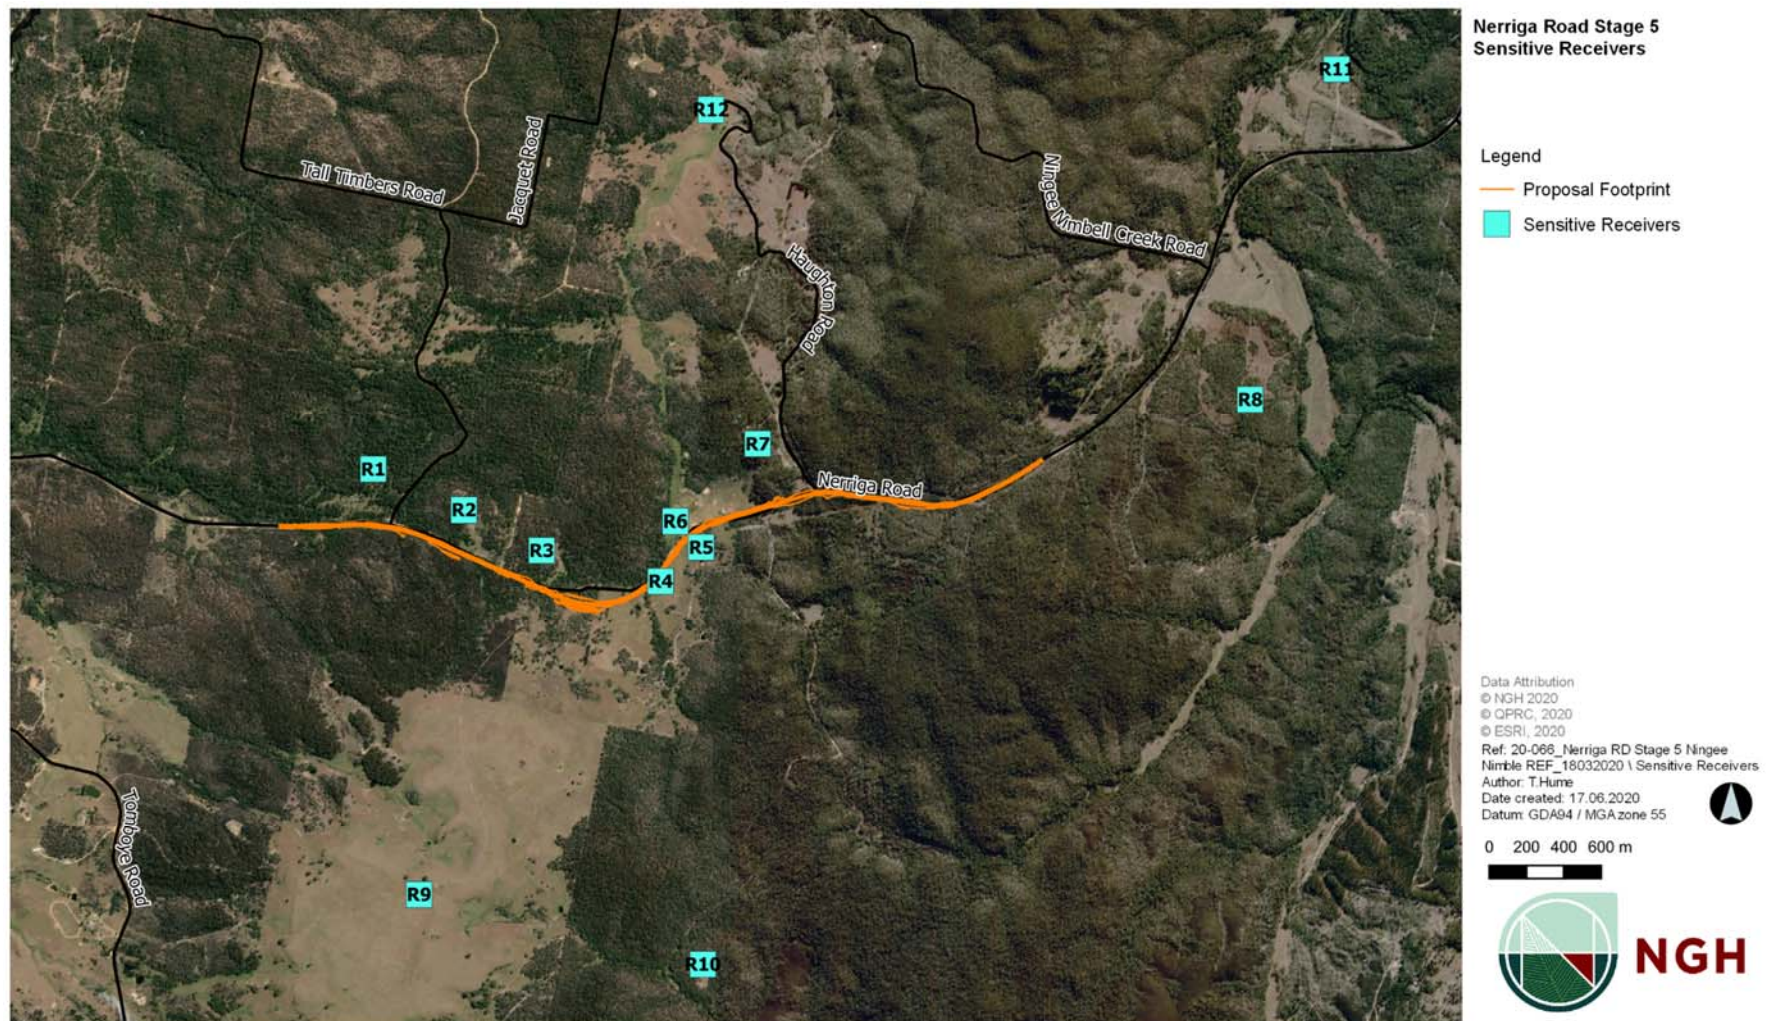 Nerriga Road Stage 5
Sensitive Receivers
Legend
Proposal Footprint
Sensitive Receivers
R11
R12
Jacquet Road
Tall Timbers Road
Ningee Nimbell Creek Road
Haughton Road
R8
R7
R1
Nerriga Road
R2
R6
R3
R5
R4
Tomboye Road
R9
R10
Data Attribution
© NGH 2020
© QPRC, 2020
© ESRI, 2020
Ref: 20-066_Nerriga RD Stage 5 Ningee
Nimble REF_18032020 \ Sensitive Receivers
Author: T.Hume
Date created: 17.06.2020
Datum: GDA94 / MGA zone 55
0 200 400 600 m
NGH